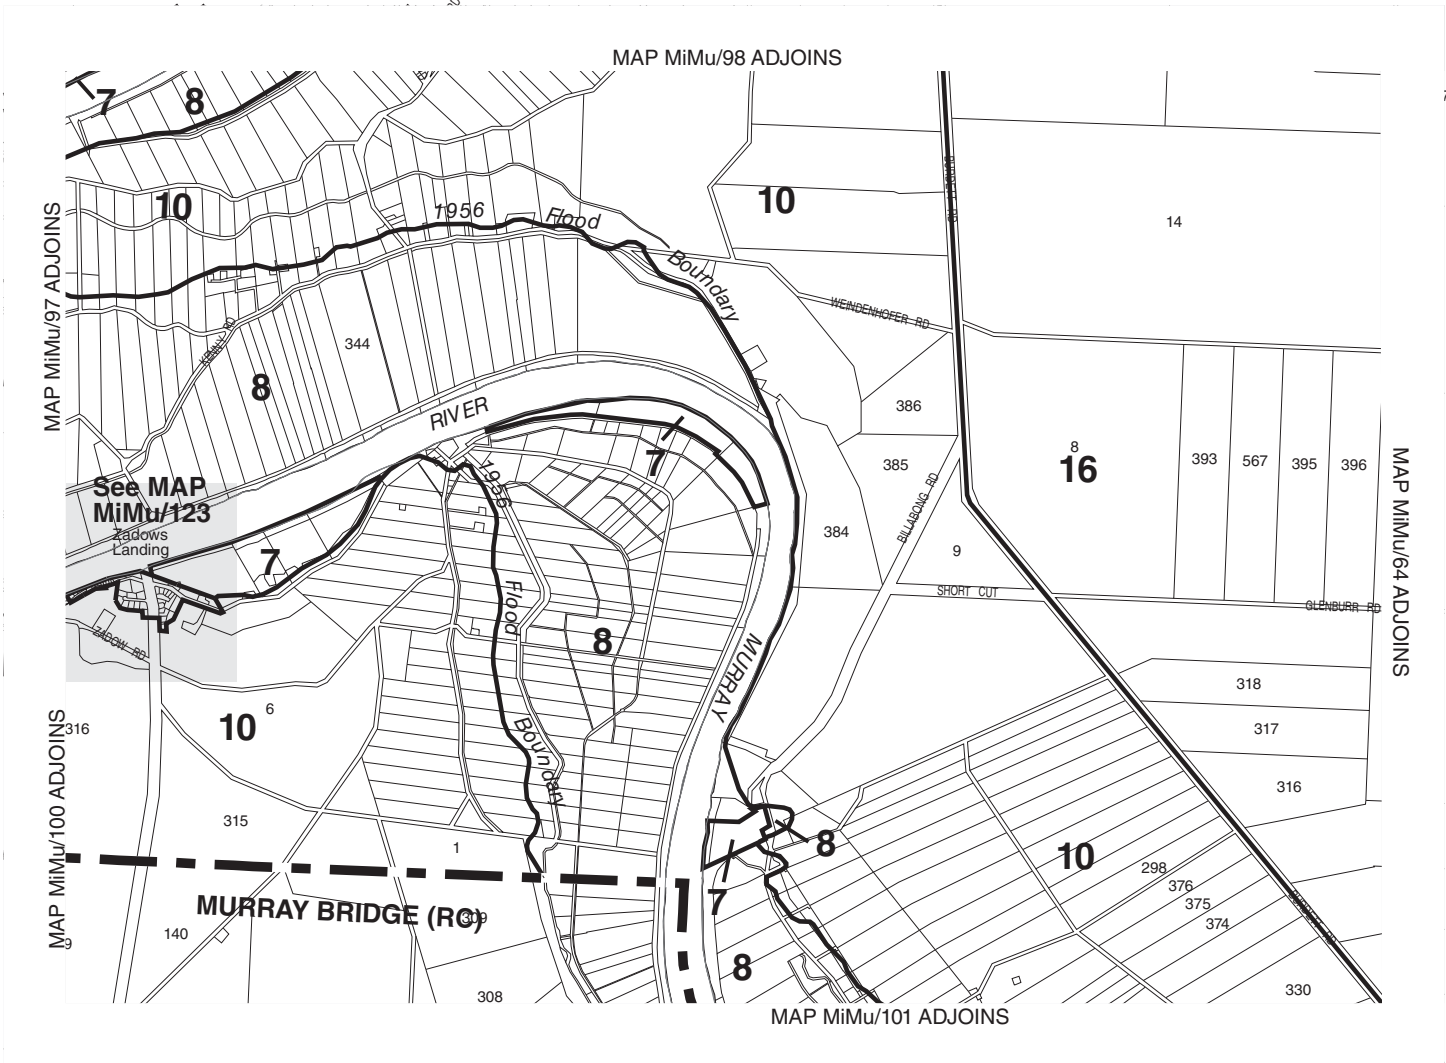 MAP MiMu/98 ADJOINS
7
8
10
1956
Flood
Boundary
10
14
MAP MiMu/97 ADJOINS
WEINDENHOFER RD
KENNY RD
344
8
RIVER
386
385
384
7
1956
8
16
393
567
395
396
MAP MiMu/64 ADJOINS
See MAP
MiMu/123
Zadows
Landing
7
BILLABONG RD
9
SHORT CUT
GLENBURR RD
Flood
8
MURRAY
ZADOW RD
318
317
316
6
10
316
MAP MiMu/100 ADJOINS
Boundary
315
1
8
7
10
298
376
375
374
MURRAY BRIDGE (RC)
309
140
9
308
8
330
MAP MiMu/101 ADJOINS